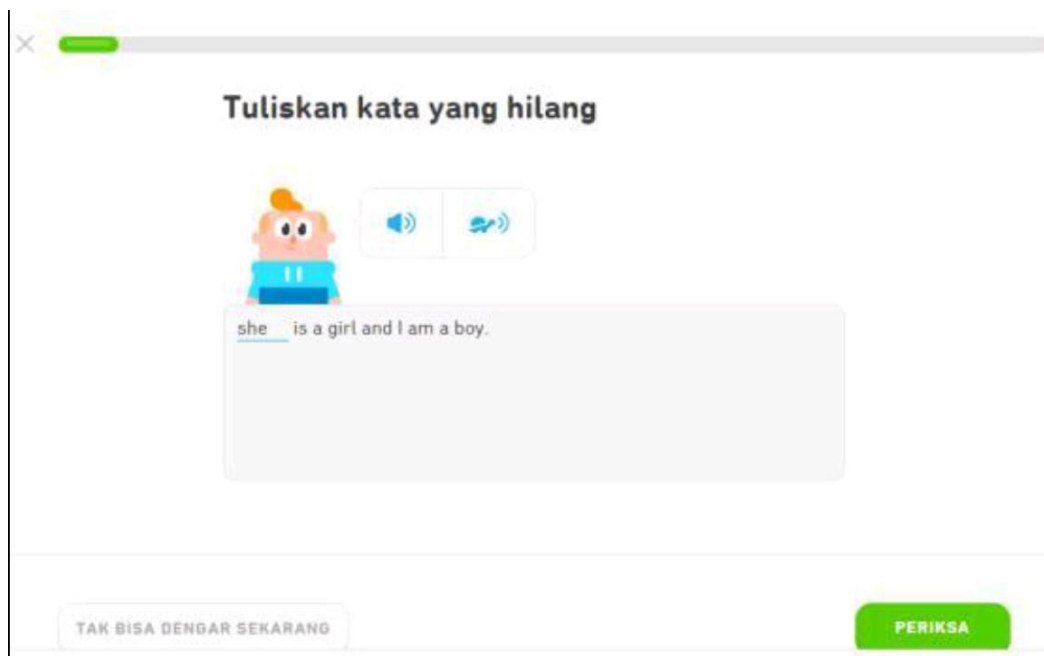 Tuliskan kata yang hilang
she is a girl and I am a boy.
TAK BISA DENGAR SEKARANG
PERIKSA